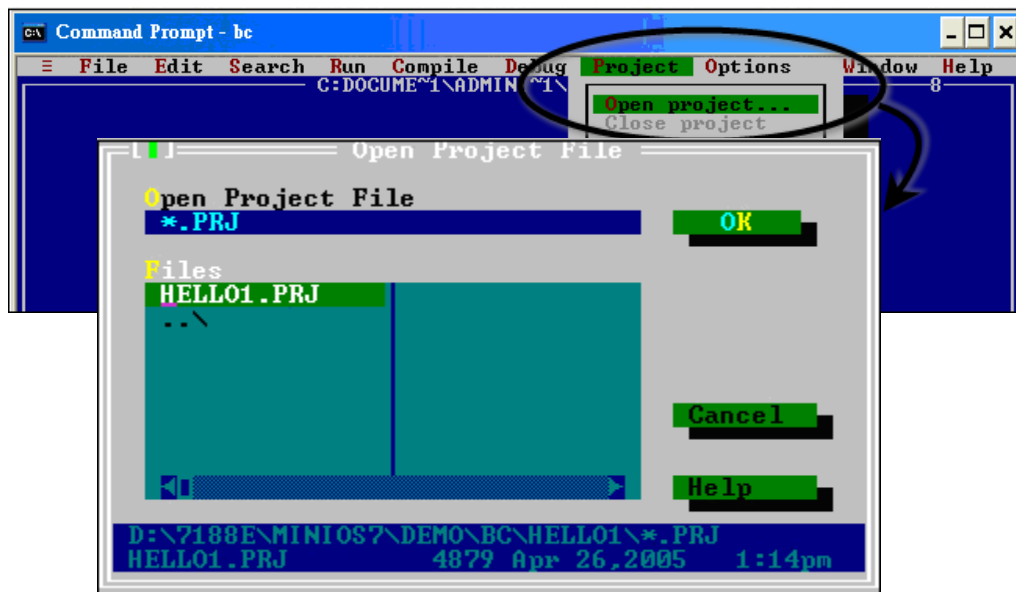 Command Prompt - bc
≡ File Edit Search Run Compile Debug Project Options Window Help
C:DOCUME~1\ADMIN~1\ 8
Open project...
Close project
Open Project File
Open Project File
*.PRJ
OK
Files
HELLO1.PRJ
..\
Cancel
Help
D:\7188E\MINIOS7\DEMO\BC\HELLO1\*.PRJ
HELLO1.PRJ 4879 Apr 26,2005 1:14pm